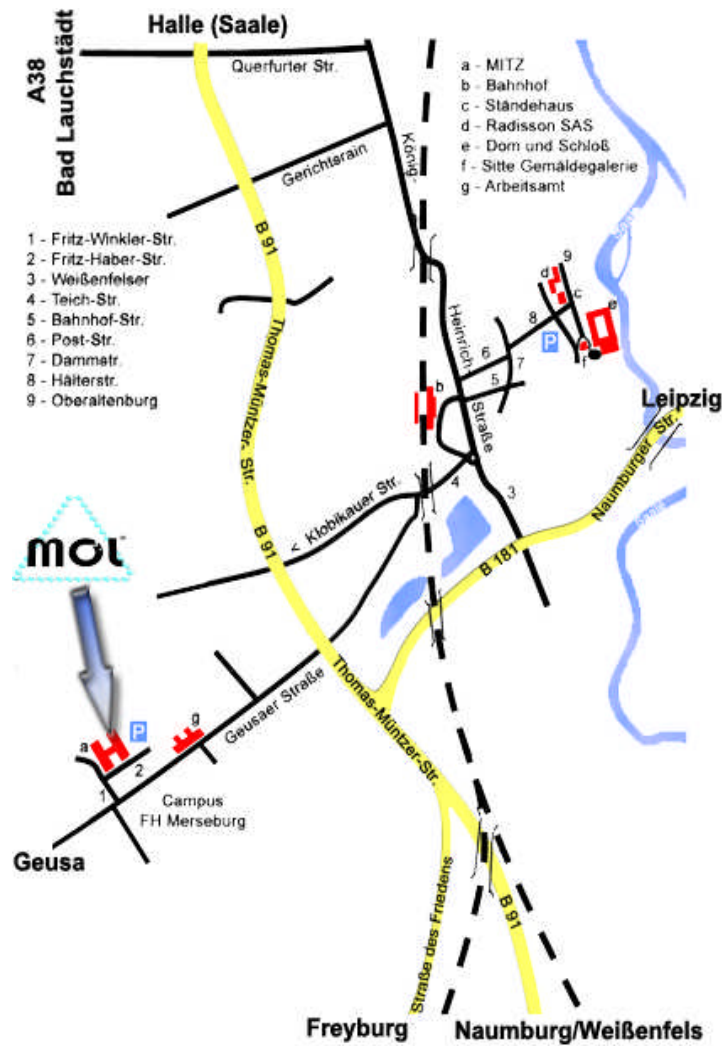 Halle (Saale)
A38
Bad Lauchstädt
Querfurter Str.
König-
Gerichtsrain
a - MITZ
b - Bahnhof
c - Ständehaus
d - Radisson SAS
e - Dom und Schloß
f - Sitte Gemäldegalerie
g - Arbeitsamt
B 91
1 - Fritz-Winkler-Str.
2 - Fritz-Haber-Str.
3 - Weißenfelser
4 - Teich-Str.
5 - Bahnhof-Str.
6 - Post-Str.
7 - Dammstr.
8 - Hälterstr.
9 - Oberaltenburg
Saale
9
d
c
e
8
P
f
Heinrich-
6
7
5
b
Straße
Thomas-Müntzer- Str.
Leipzig
Naumburger Str.
Saale
4
3
< Klobikauer Str.
B 91
B 181
MOL
Thomas-Müntzer-Str.
Geusaer Straße
g
P
a
2
1
Campus
FH Merseburg
Geusa
Straße des Friedens
B 91
Freyburg
Naumburg/Weißenfels